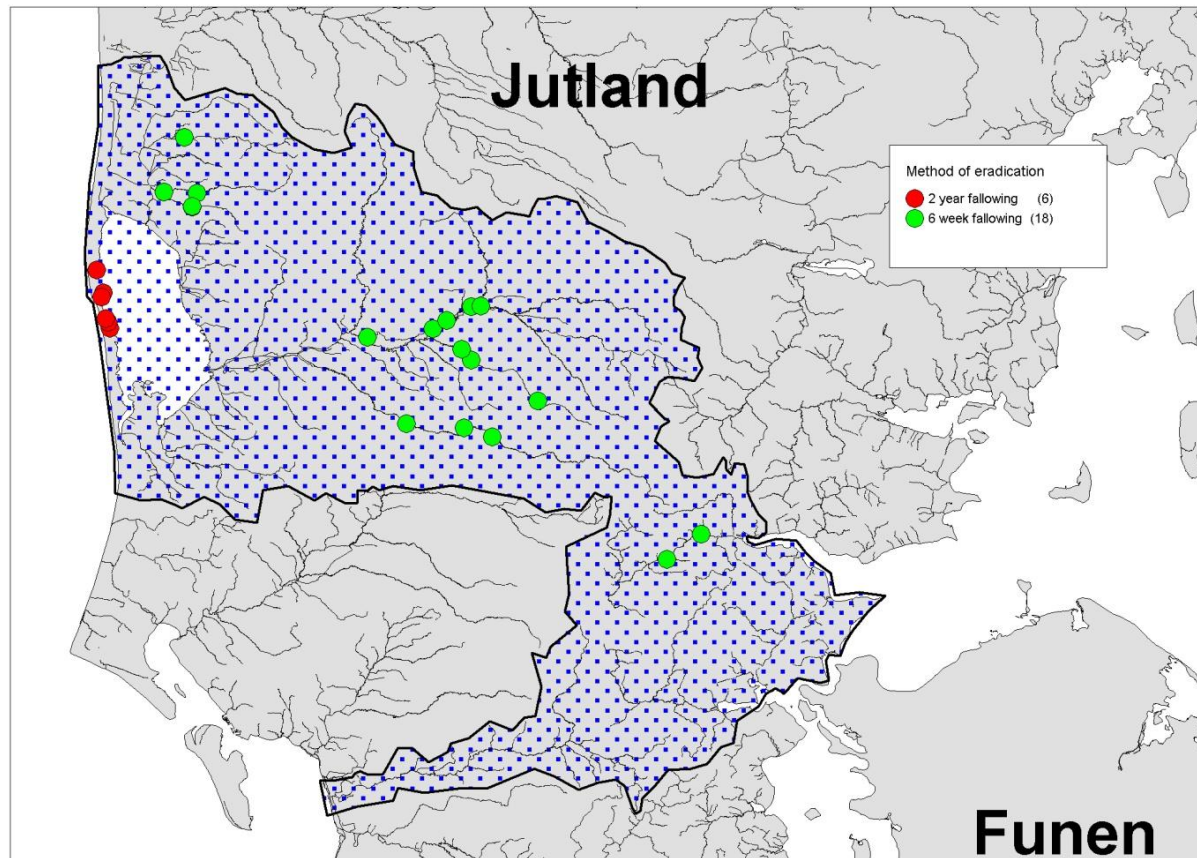 Jutland
Method of eradication
2 year fallowing (6)
6 week fallowing (18)
Funen